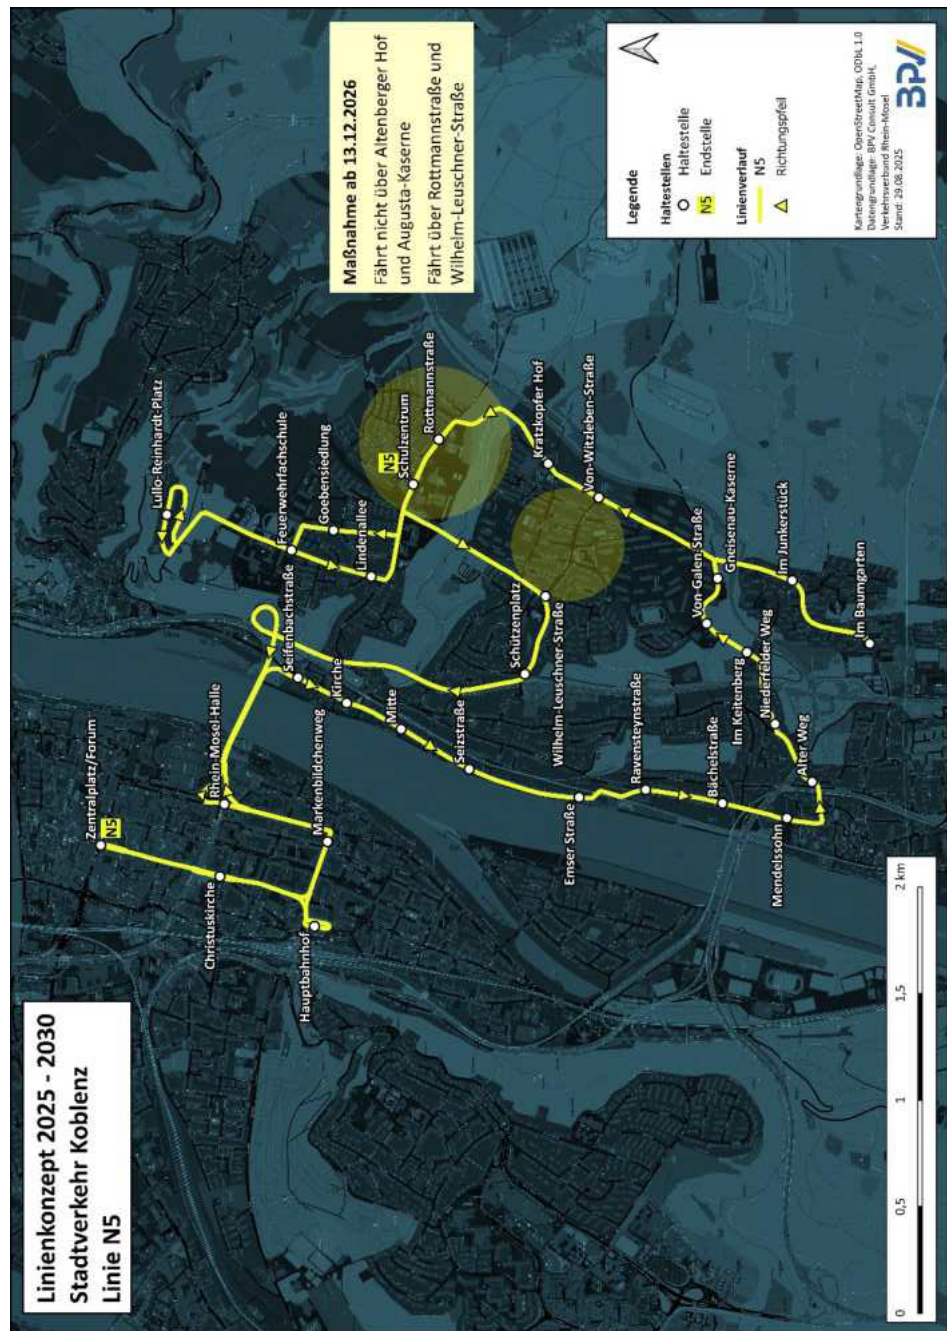 Linienkonzept 2025 - 2030
Stadtverkehr Koblenz
Linie N5
Maßnahme ab 13.12.2026
Fährt nicht über Altenberger Hof
und Augusta-Kaserne
Fährt über Rottmannstraße und
Wilhelm-Leuschner-Straße
Zentralplatz/Forum
N5
Christuskirche
Hauptbahnhof
Markenbildchenweg
Rhein-Mosel-Halle
Lullo-Reinhardt-Platz
Feuerwehrfachschule
Goebensiedlung
Lindenallee
N5
Schulzentrum
Rottmannstraße
Seifenbachstraße
Kirche
Mitte
Seizstraße
Schützenplatz
Wilhelm-Leuschner-Straße
Kratzkopfer Hof
Von-Witzleben-Straße
Emser Straße
Ravensteynstraße
Bächelstraße
Mendelssohn
Alter Weg
Niederfelder Weg
Im Keitenberg
Von-Galen-Straße
Gneisenau-Kaserne
Im Junkerstück
Im Baumgarten
0
0,5
1
1,5
2 km
Legende
Haltestellen
Haltestelle
N5 Endstelle
Linienverlauf
N5
Richtungspfeil
Kartengrundlage: OpenStreetMap, ODbL 1.0
Datengrundlage: BPV Consult GmbH,
Verkehrsverbund Rhein-Mosel
Stand: 29.08.2025
BPV